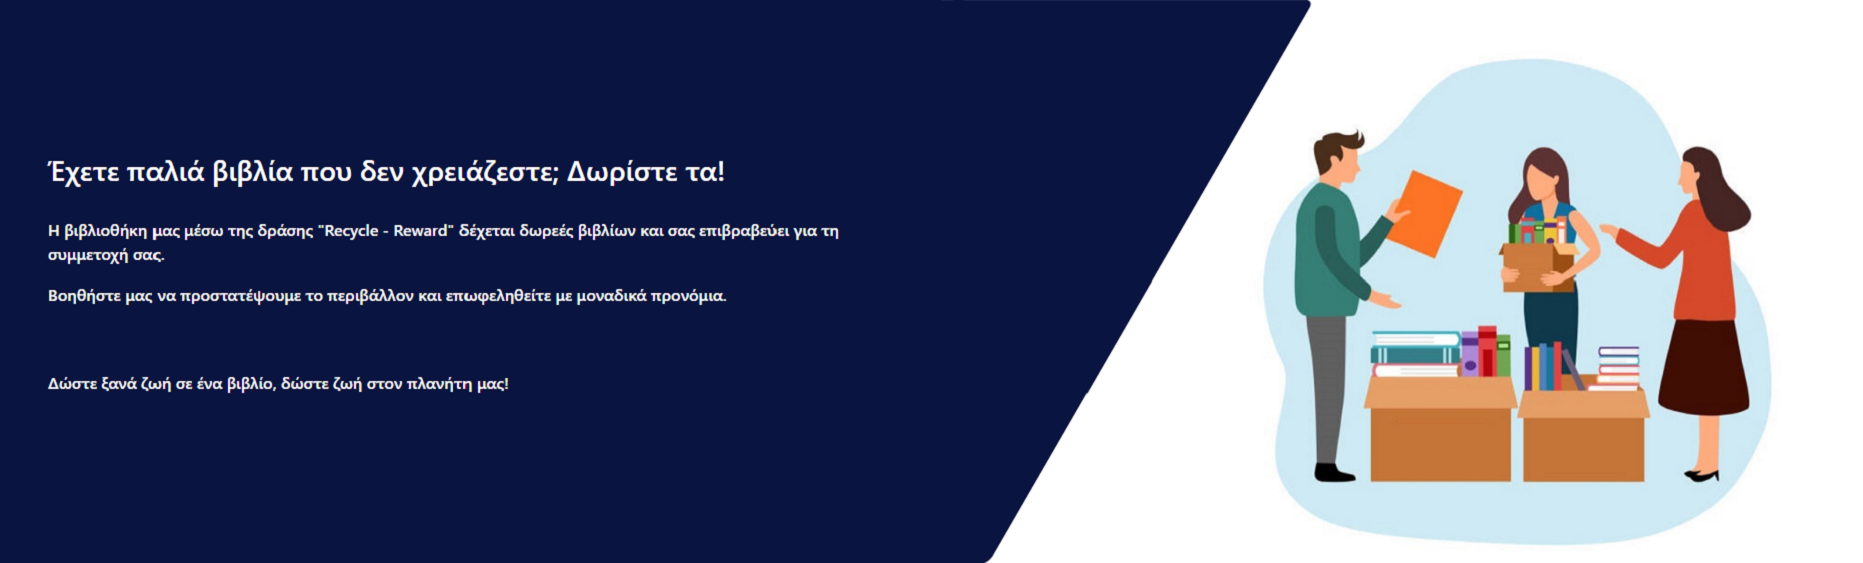 Έχετε παλιά βιβλία που δεν χρειάζεστε; Δωρίστε τα!
Η βιβλιοθήκη μας μέσω της δράσης "Recycle - Reward" δέχεται δωρεές βιβλίων και σας επιβραβεύει για τη
συμμετοχή σας.
Βοηθήστε μας να προστατέψουμε το περιβάλλον και επωφεληθείτε με μοναδικά προνόμια.
Δώστε ξανά ζωή σε ένα βιβλίο, δώστε ζωή στον πλανήτη μας!